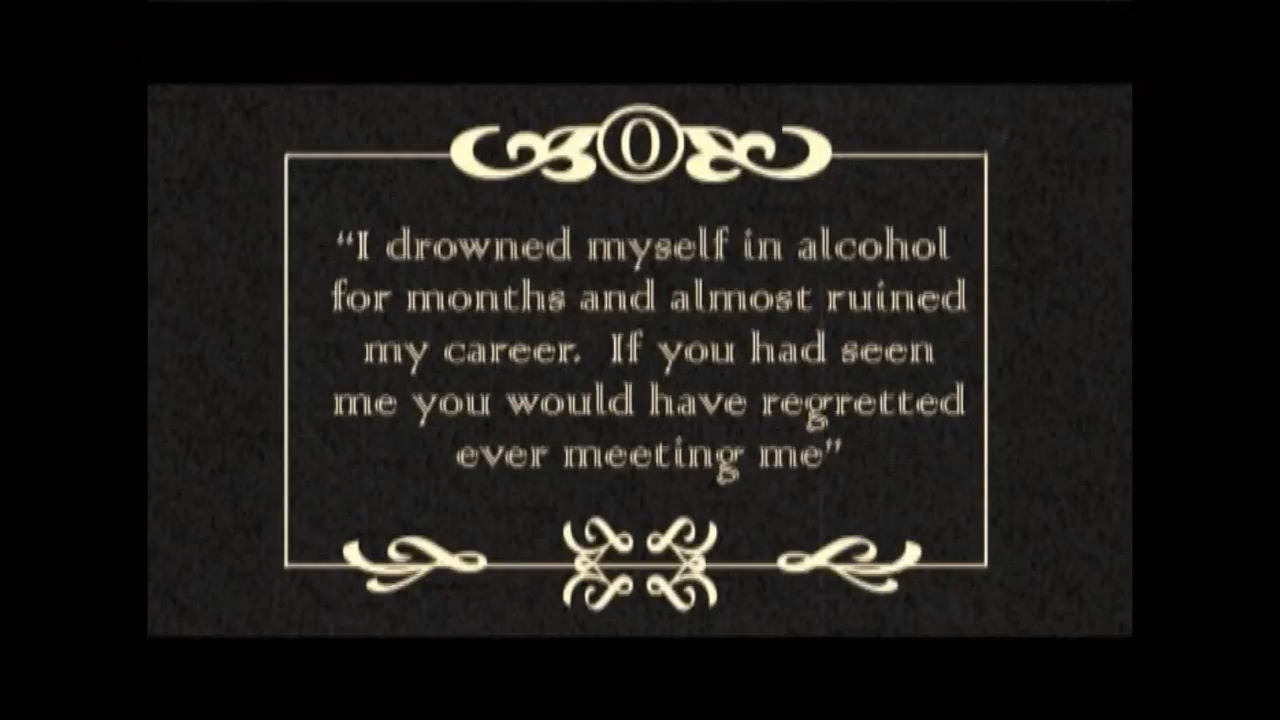 O
“I drowned myself in alcohol
for months and almost ruined
my career. If you had seen
me you would have regretted
ever meeting me”